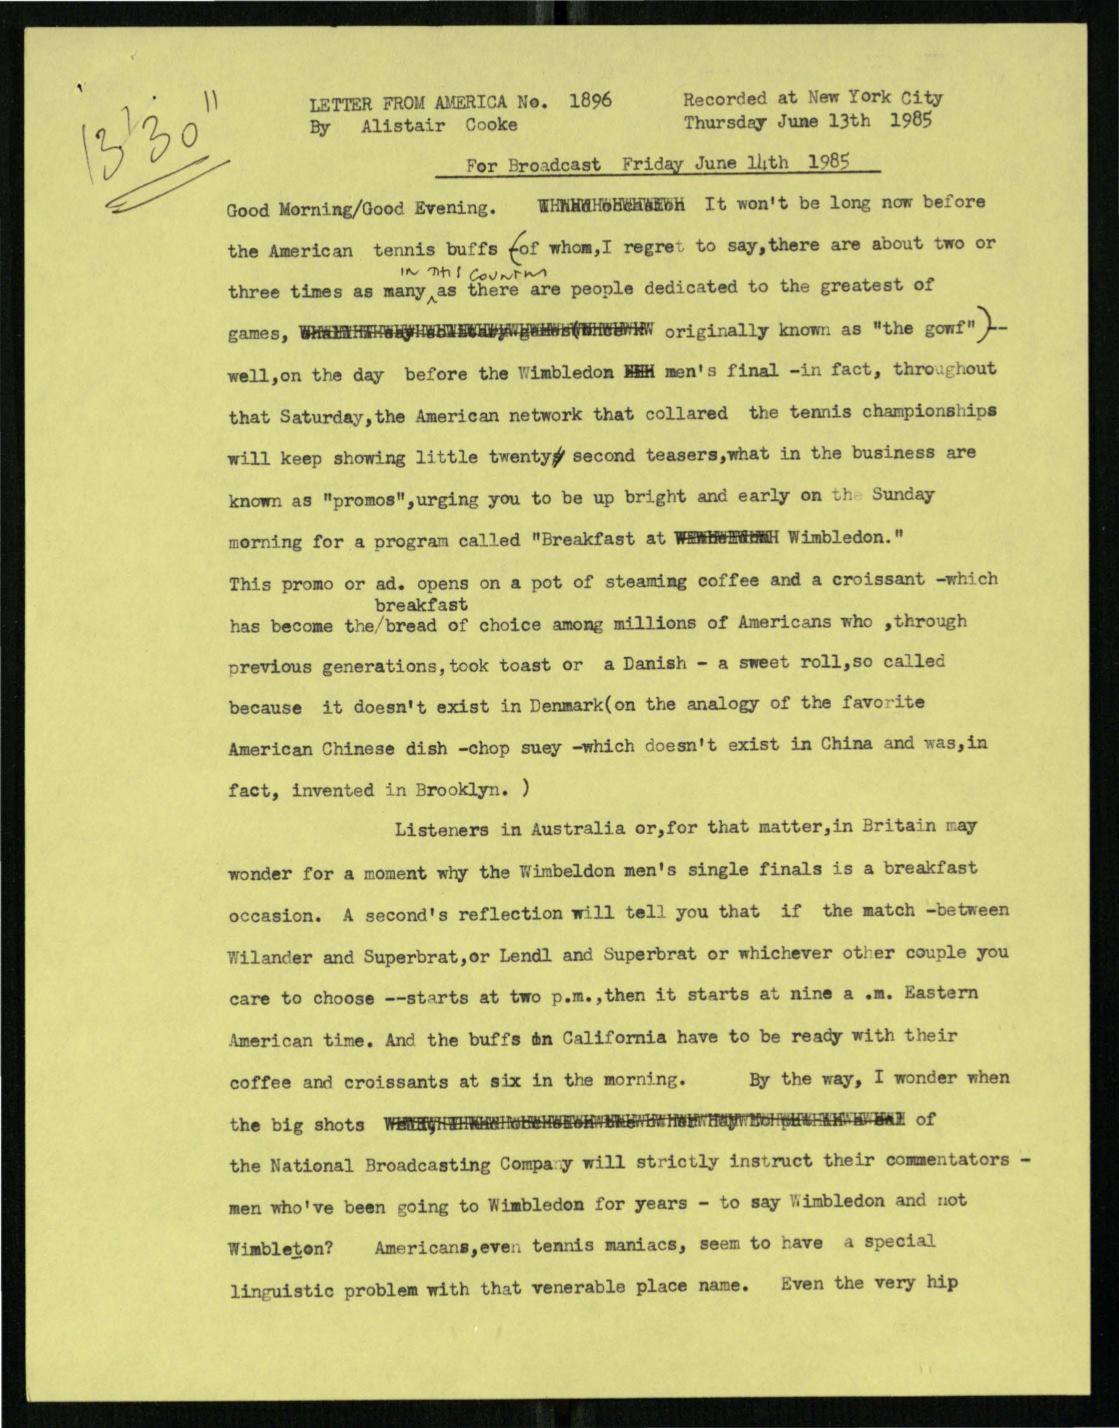 13'30"
LETTER FROM AMERICA No. 1896 Recorded at New York City
By Alistair Cooke Thursday June 13th 1985
For Broadcast Friday June 14th 1985
Good Morning/Good Evening. It won't be long now before
the American tennis buffs (of whom,I regret to say,there are about two or
in this country
three times as many as there are people dedicated to the greatest of
games, originally known as "the gowf")--
well,on the day before the Wimbledon men's final -in fact, throughout
that Saturday,the American network that collared the tennis championships
will keep showing little twenty second teasers,what in the business are
known as "promos",urging you to be up bright and early on the Sunday
morning for a program called "Breakfast at Wimbledon."
This promo or ad. opens on a pot of steaming coffee and a croissant -which
breakfast
has become the/bread of choice among millions of Americans who ,through
previous generations,took toast or a Danish - a sweet roll,so called
because it doesn't exist in Denmark(on the analogy of the favorite
American Chinese dish -chop suey -which doesn't exist in China and was,in
fact, invented in Brooklyn. )
Listeners in Australia or,for that matter,in Britain may
wonder for a moment why the Wimbeldon men's single finals is a breakfast
occasion. A second's reflection will tell you that if the match -between
Wilander and Superbrat,or Lendl and Superbrat or whichever other couple you
care to choose --starts at two p.m.,then it starts at nine a .m. Eastern
American time. And the buffs in California have to be ready with their
coffee and croissants at six in the morning. By the way, I wonder when
the big shots of
the National Broadcasting Company will strictly instruct their commentators -
men who've been going to Wimbledon for years - to say Wimbledon and not
Wimbleton? Americans,even tennis maniacs, seem to have a special
linguistic problem with that venerable place name. Even the very hip